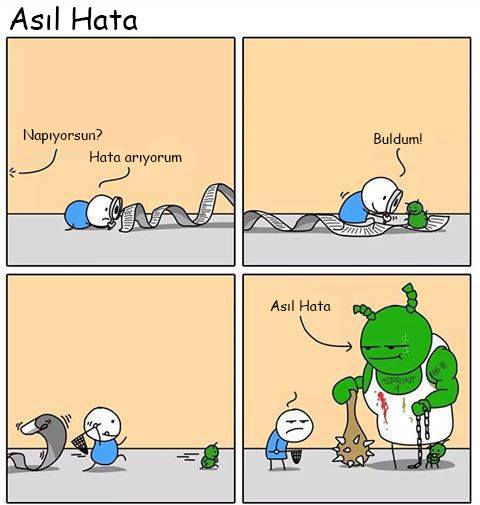 Asıl Hata
Napıyorsun?
Hata arıyorum
Buldum!
Asıl Hata
SPRINT
1